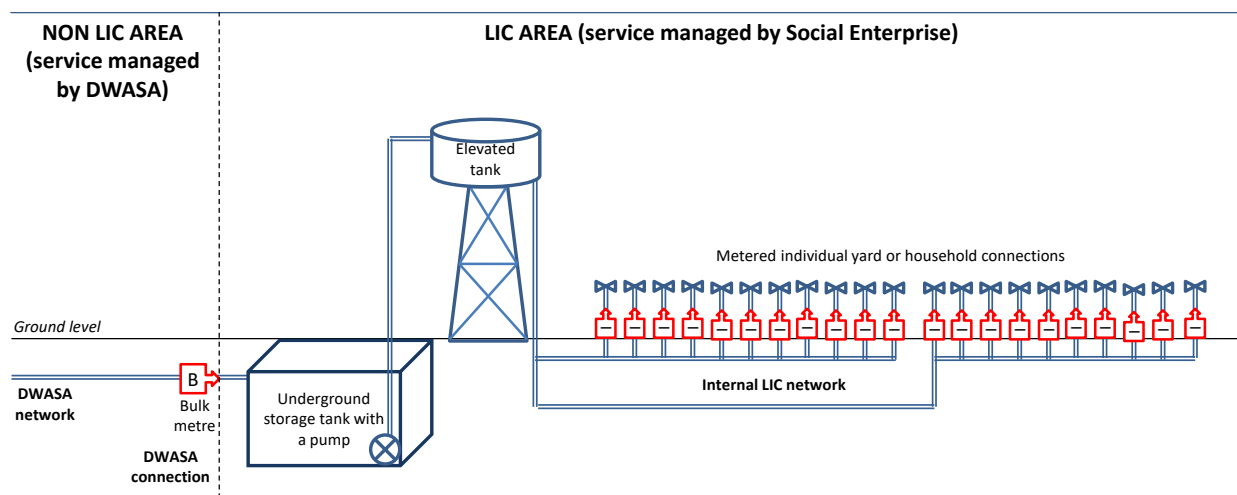 NON LIC AREA
(service managed
by DWASA)
LIC AREA (service managed by Social Enterprise)
Elevated
tank
Metered individual yard or household connections
Ground level
B
DWASA
network
Bulk
metre
Underground
storage tank with
a pump
Internal LIC network
DWASA
connection